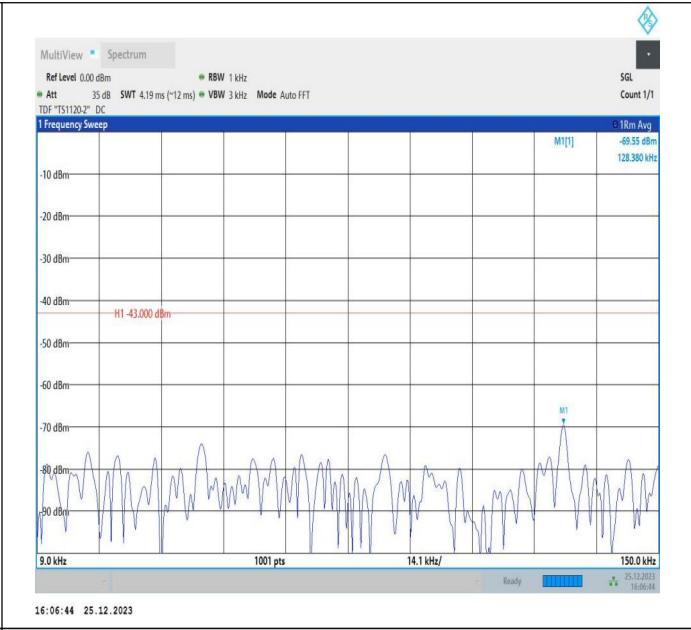 R S
MultiView Spectrum
Ref Level 0.00 dBm RBW 1 kHz SGL
Att 35 dB SWT 4.19 ms (~12 ms) VBW 3 kHz Mode Auto FFT Count 1/1
TDF "TS1120-2" DC
1 Frequency Sweep 1Rm Avg
M1[1] -69.55 dBm
128.380 kHz
-10 dBm
-20 dBm
-30 dBm
-40 dBm
H1 -43.000 dBm
-50 dBm
-60 dBm
M1
-70 dBm
-80 dBm
-90 dBm
9.0 kHz 1001 pts 14.1 kHz/ 150.0 kHz
Ready 25.12.2023
16:06:44
16:06:44 25.12.2023